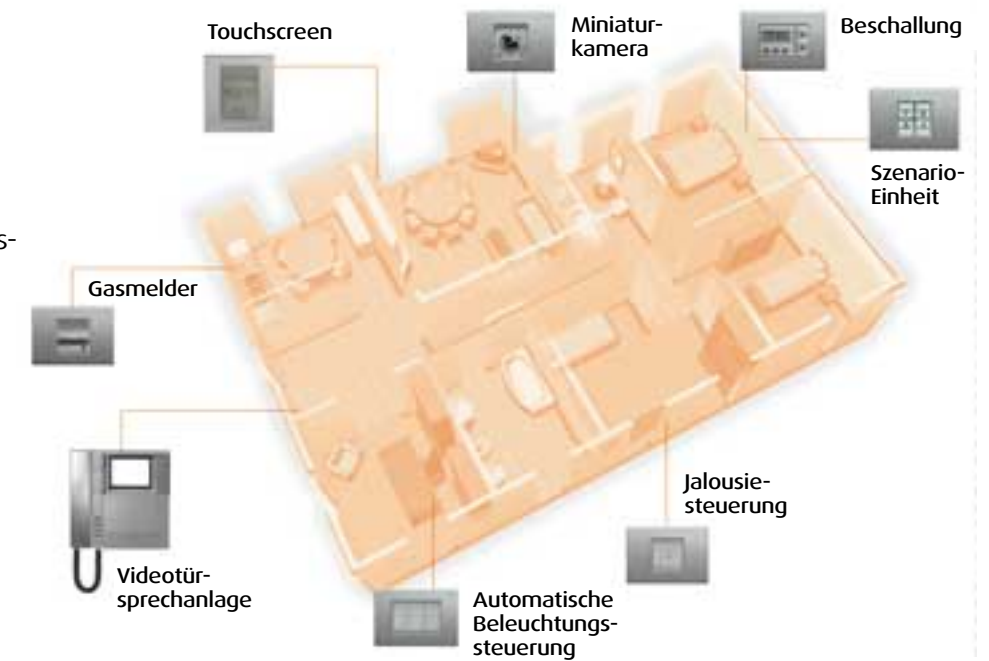 Touchscreen
Miniatur-
kamera
Beschallung
Szenario-
Einheit
s-
Gasmelder
Jalousie-
steuerung
Videotür-
sprechanlage
Automatische
Beleuchtungs-
steuerung